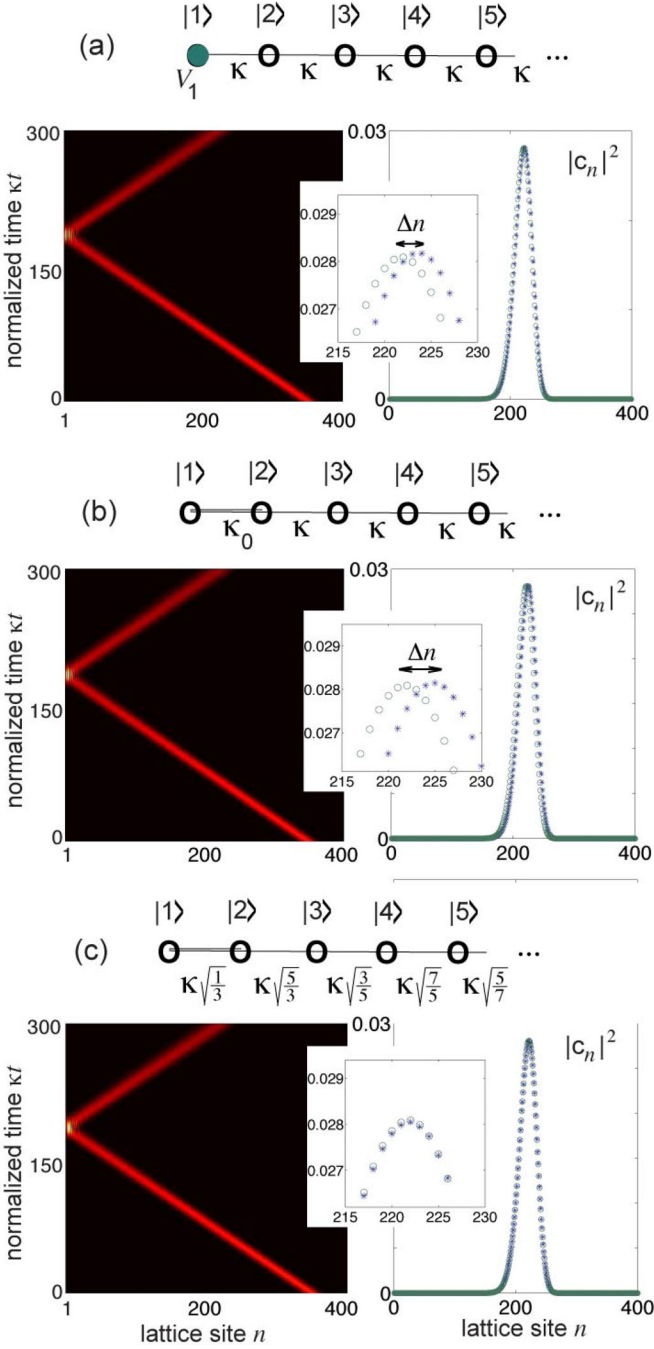 |1> |2> |3> |4> |5>
(a)
V1 κ κ κ κ κ ...
300 0.03 |cn|²
normalized time κt
0.029 Δn
150 0.028
0.027
215 220 225 230
0 0
1 200 400 0 200 400
|1> |2> |3> |4> |5>
(b)
κ0 κ κ κ κ ...
300 0.03 |cn|²
normalized time κt
0.029 Δn
0.028
150
0.027
215 220 225 230
0 0
1 200 400 0 200 400
|1> |2> |3> |4> |5>
(c) ...
κ√1/3 κ√5/3 κ√3/5 κ√7/5 κ√5/7
300 0.03 |cn|²
normalized time κt
0.029
0.028
150
0.027
215 220 225 230
0 0
1 200 400 0 200 400
lattice site n lattice site n